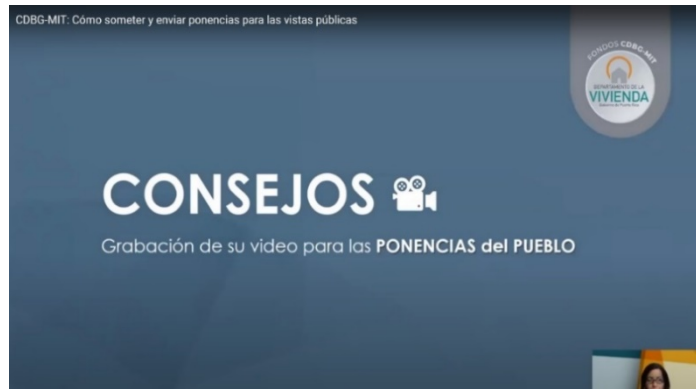 CDBG-MIT: Cómo someter y enviar ponencias para las vistas públicas
FONDOS CDBG-MIT
DEPARTAMENTO DE LA
VIVIENDA
CONSEJOS
Grabación de su video para las PONENCIAS del PUEBLO